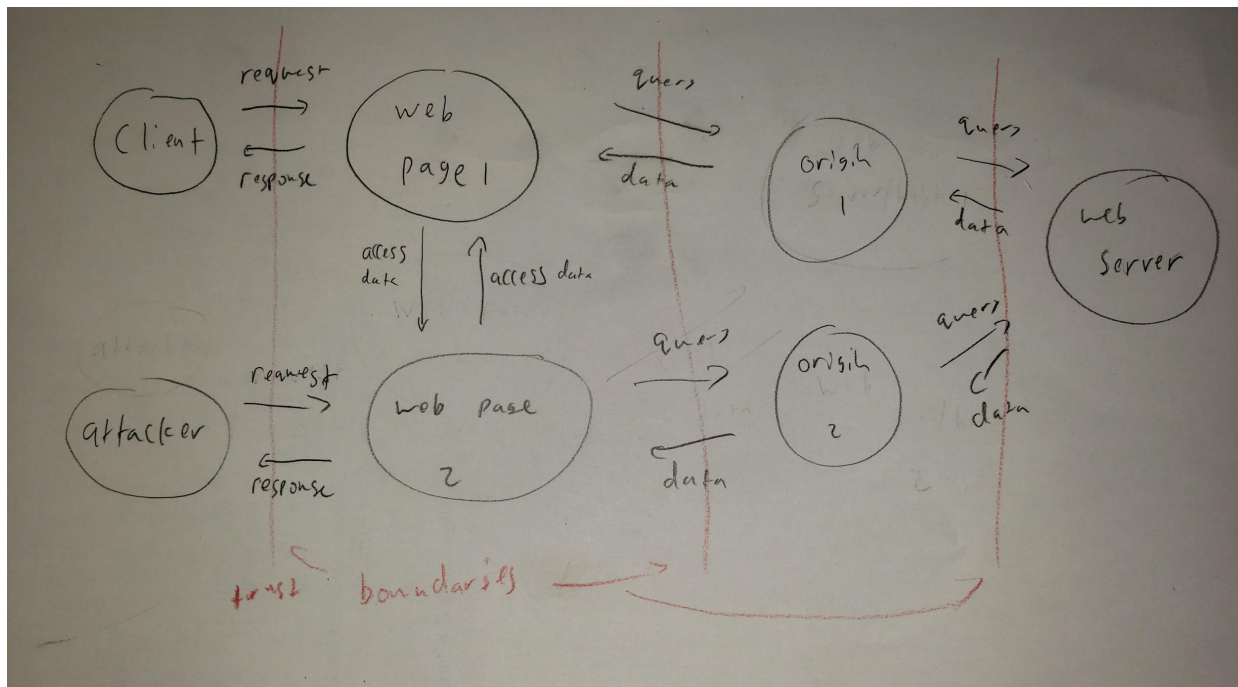 request
Client
response
web
page 1
query
data
origin
1
query
data
web
server
access
data
access data
attacker
request
response
web page
2
query
data
origin
2
query
data
trust boundaries